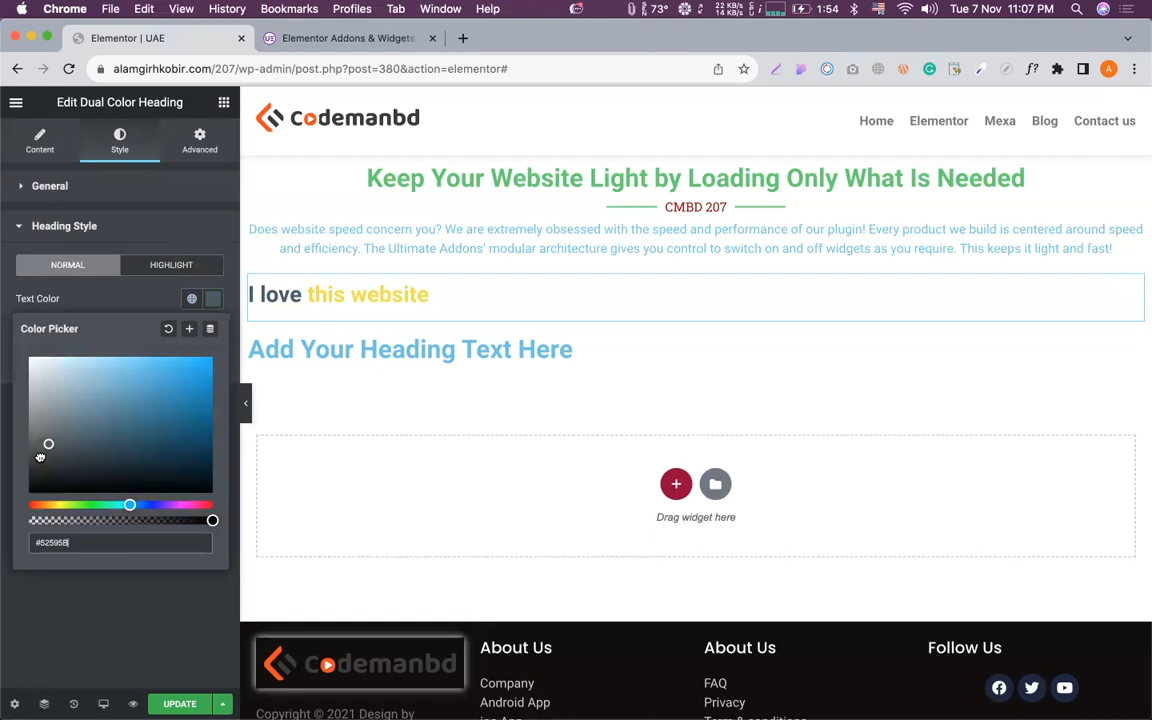 Chrome File Edit View History Bookmarks Profiles Tab Window Help 73° 22 KB/s 14 KB/s 1:54 Tue 7 Nov 11:07 PM
Elementor | UAE
Elementor Addons & Widgets
alamgirhkobir.com/207/wp-admin/post.php?post=380&action=elementor#
A
Edit Dual Color Heading
Content
Style
Advanced
General
Heading Style
NORMAL
HIGHLIGHT
Text Color
Color Picker
#52595B
UPDATE
codemanbd
Home Elementor Mexa Blog Contact us
Keep Your Website Light by Loading Only What Is Needed
CMBD 207
Does website speed concern you? We are extremely obsessed with the speed and performance of our plugin! Every product we build is centered around speed
and efficiency. The Ultimate Addons’ modular architecture gives you control to switch on and off widgets as you require. This keeps it light and fast!
I love this website
Add Your Heading Text Here
Drag widget here
codemanbd
Copyright © 2021 Design by
About Us
Company
Android App
About Us
FAQ
Privacy
Follow Us